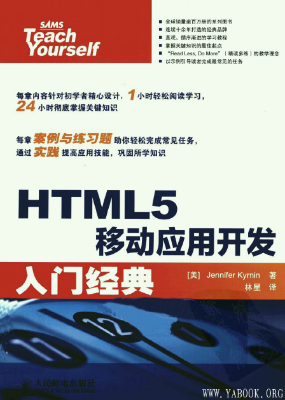 SAMS
Teach
Yourself
全球销量逾百万册的系列图书
连续十余年打造的经典品牌
直观、循序渐进的学习教程
掌握关键知识的最佳起点
“Read Less, Do More”（精读多练）的教学理念
以示例引导读者完成最常见的任务
每章内容针对初学者精心设计，1小时轻松阅读学习，
24小时彻底掌握关键知识
每章案例与练习题助你轻松完成常见任务，
通过实践提高应用技能，巩固所学知识
HTML5
移动应用开发
入门经典
[美] Jennifer Kyrnin 著
林星 译
人民邮电出版社
WWW.YABOOK.ORG